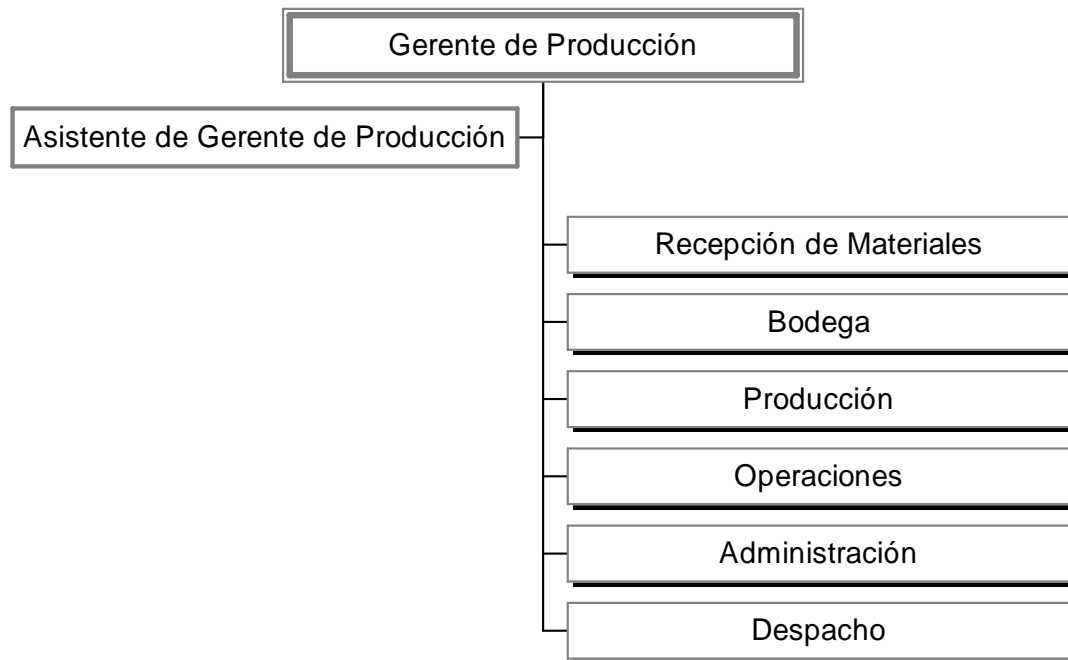 Gerente de Producción
Asistente de Gerente de Producción
Recepción de Materiales
Bodega
Producción
Operaciones
Administración
Despacho